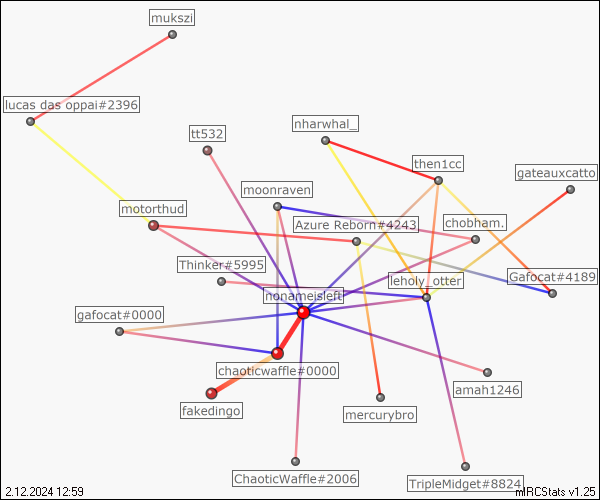 mukszi
lucas das oppai#2396
nharwhal_
tt532
then1cc
gateauxcatto
moonraven
motorthud
Azure Reborn#4243
chobham.
Thinker#5995
Gafocat#4189
leholy_otter
nonameisleft
gafocat#0000
chaoticwaffle#0000
amah1246
fakedingo
mercurybro
ChaoticWaffle#2006
TripleMidget#8824
2.12.2024 12:59
mIRCStats v1.25